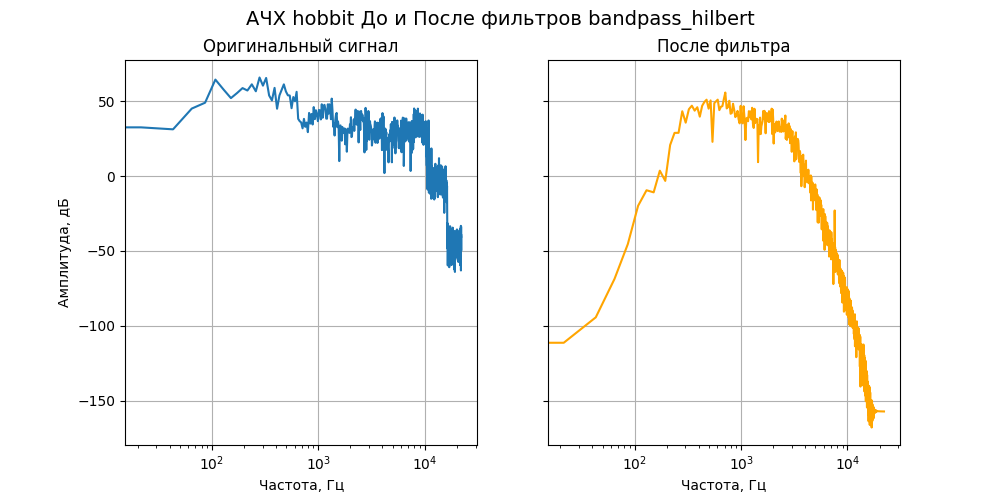 АЧХ hobbit До и После фильтров bandpass_hilbert
Оригинальный сигнал
После фильтра
Амплитуда, дБ
50
0
−50
−100
−150
10²
10³
10⁴
10²
10³
10⁴
Частота, Гц
Частота, Гц